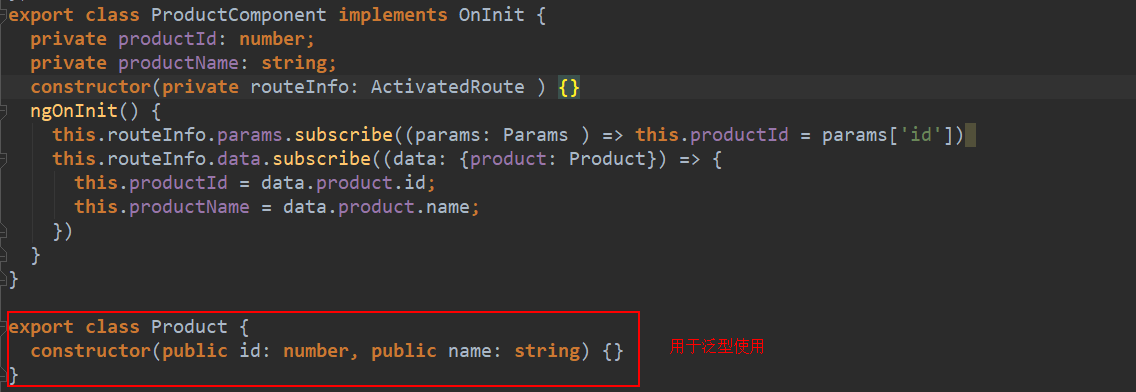 export class ProductComponent implements OnInit {
  private productId: number;
  private productName: string;
  constructor(private routeInfo: ActivatedRoute ) {}
  ngOnInit() {
    this.routeInfo.params.subscribe((params: Params ) => this.productId = params['id'])
    this.routeInfo.data.subscribe((data: {product: Product}) => {
      this.productId = data.product.id;
      this.productName = data.product.name;
    })
  }
}
export class Product {
  constructor(public id: number, public name: string) {}
用于泛型使用
}